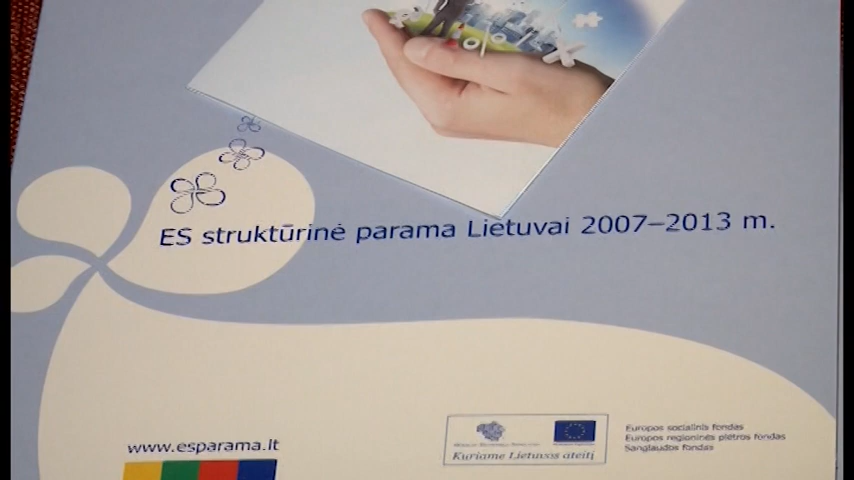 ES struktūrinė parama Lietuvai 2007–2013 m.
www.esparama.lt
Kuriame Lietuvos ateitį
Europos socialinis fondas
Europos regioninės plėtros fondas
Sanglaudos fondas